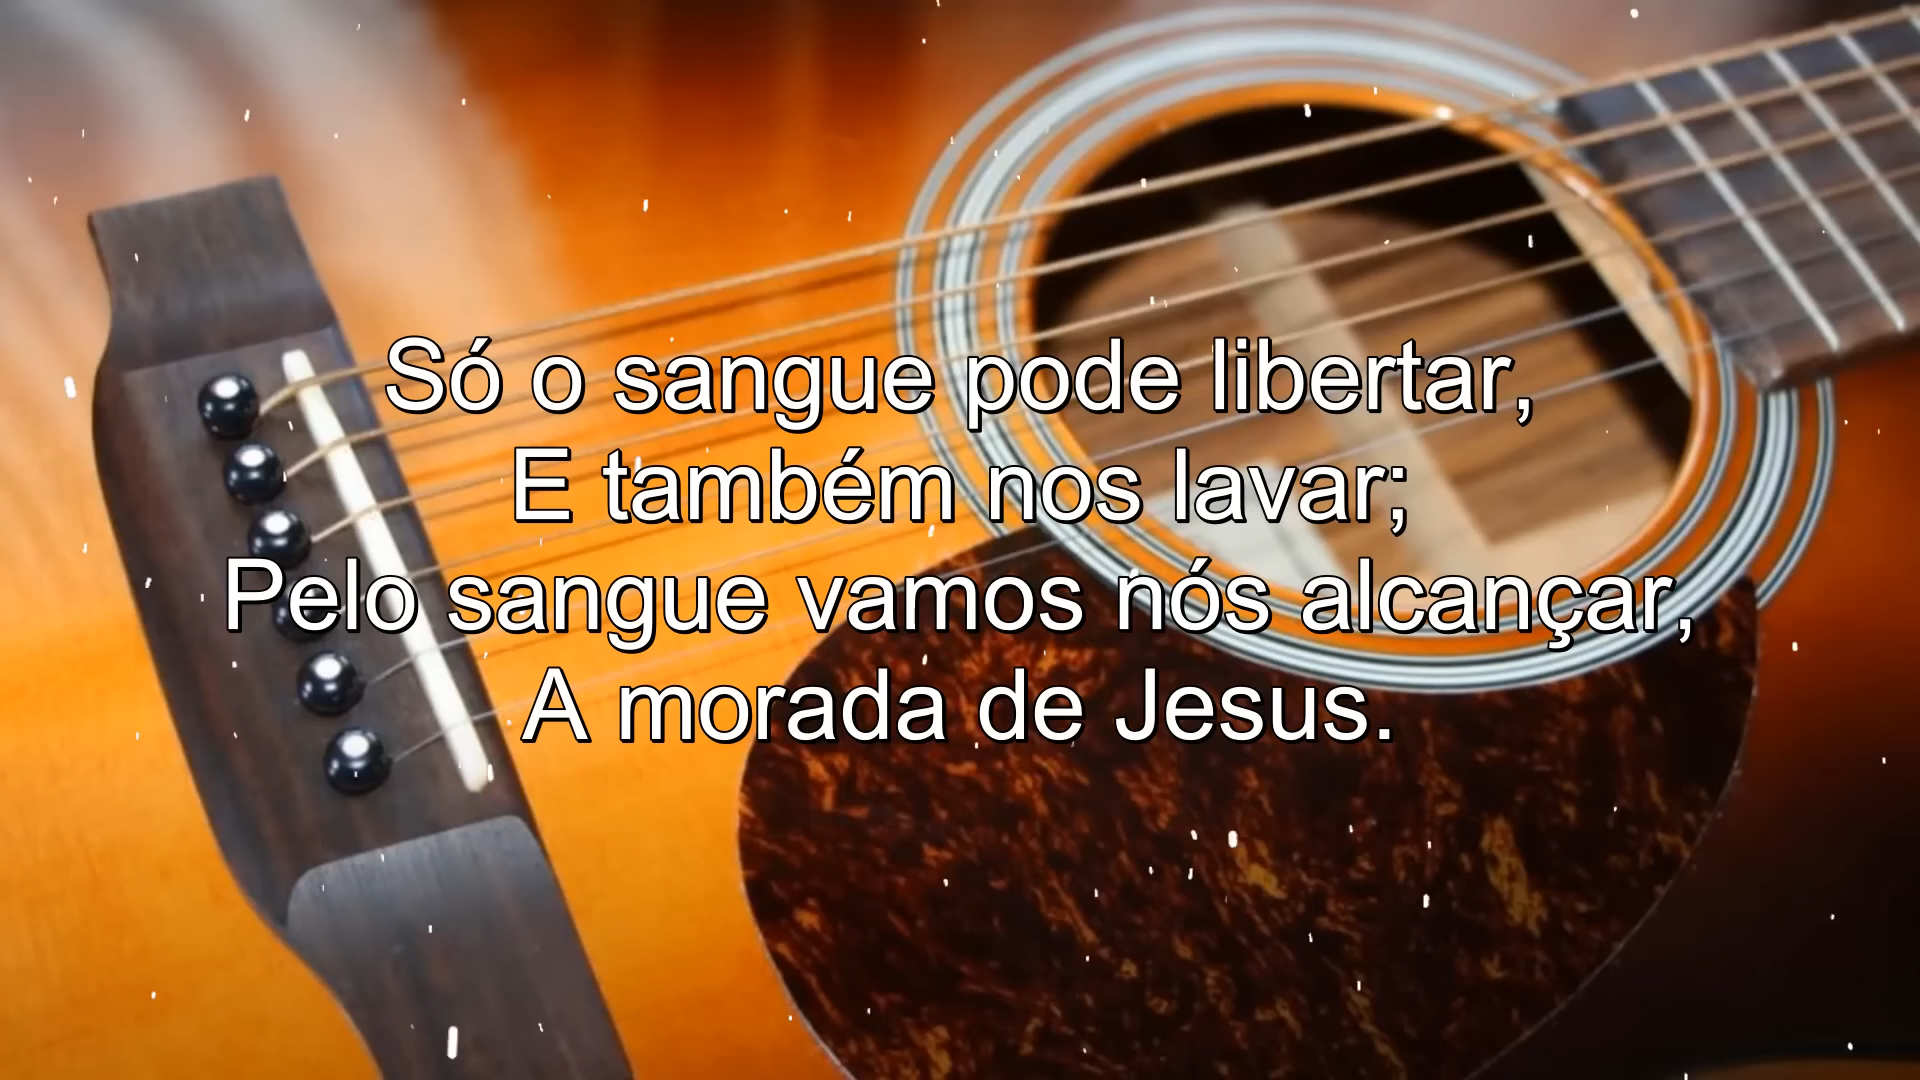 Só o sangue pode libertar,
E também nos lavar;
Pelo sangue vamos nós alcançar,
A morada de Jesus.